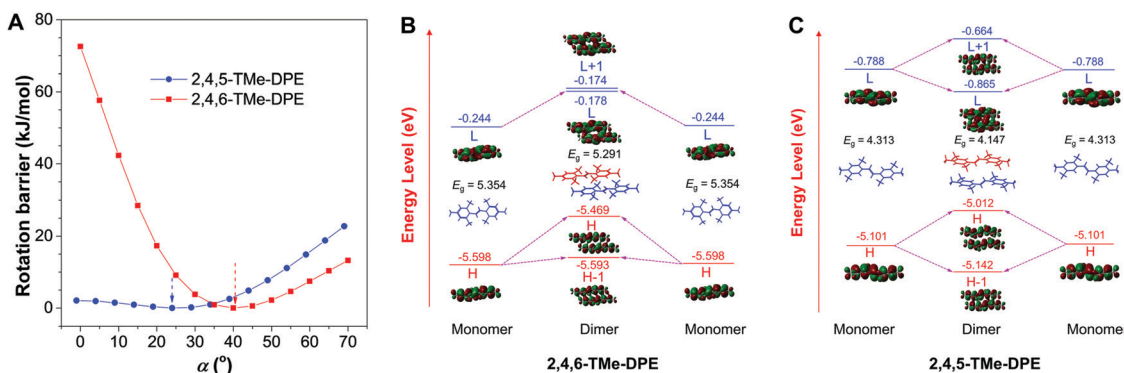 A
Rotation barrier (kJ/mol)
80
60
40
20
0
0 10 20 30 40 50 60 70
α (°)
2,4,5-TMe-DPE
2,4,6-TMe-DPE
B
Energy Level (eV)
L+1
-0.174
-0.178
L
-0.244
L
-0.244
L
Eg = 5.291
Eg = 5.354
Eg = 5.354
-5.469
H
-5.598
H
-5.598
H
-5.593
H-1
Monomer Dimer Monomer
2,4,6-TMe-DPE
C
Energy Level (eV)
-0.664
L+1
-0.788
L
-0.788
L
-0.865
L
Eg = 4.313
Eg = 4.147
Eg = 4.313
-5.012
H
-5.101
H
-5.101
H
-5.142
H-1
Monomer Dimer Monome
2,4,5-TMe-DPE